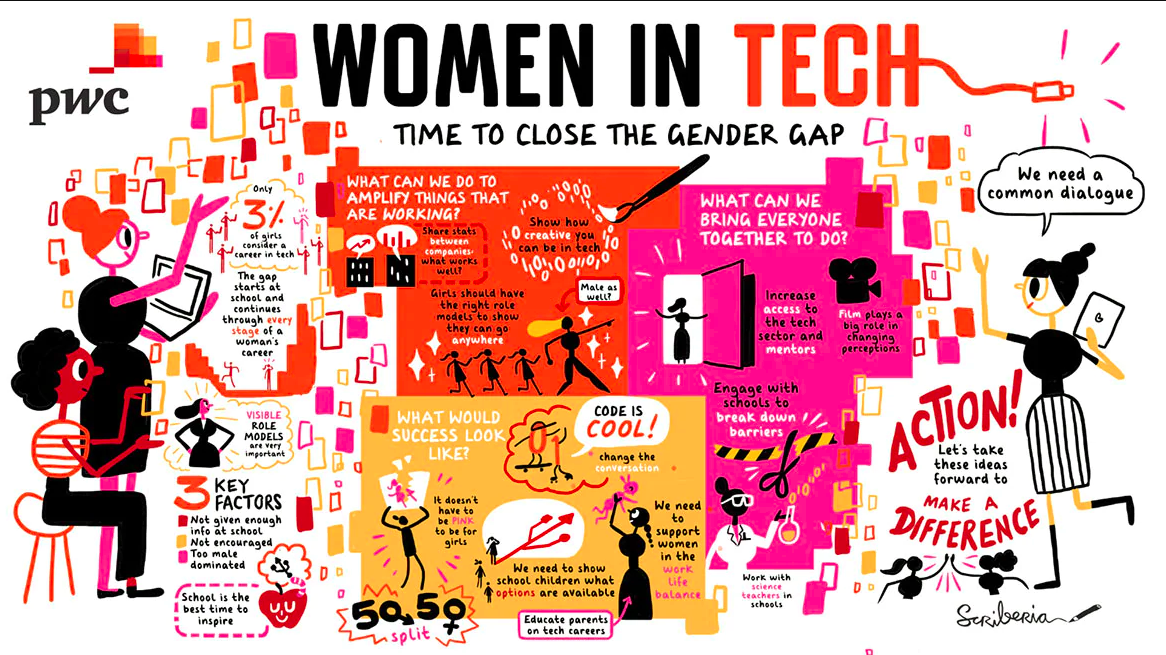 pwc
WOMEN IN TECH
TIME TO CLOSE THE GENDER GAP
We need a
common dialogue
Only
3%
of girls
consider a
career in tech
The gap
starts at
school and
continues
through every
stage of a
woman's
career
VISIBLE
ROLE
MODELS
are very
important
3 KEY
FACTORS
Not given enough
info at school
Not encouraged
Too male
dominated
School is the
best time to
inspire
WHAT CAN WE DO TO
AMPLIFY THINGS THAT
ARE WORKING?
Share stats
between
companies-
what works
well?
Show how
creative you
can be in tech
Girls should have
the right role
models to show
they can go
anywhere
Male as
well?
WHAT CAN WE
BRING EVERYONE
TOGETHER TO DO?
Increase
access to
the tech
sector and
mentors
Film plays a
big role in
changing
perceptions
Engage with
schools to
break down
barriers
Work with
science
teachers in
schools
WHAT WOULD
SUCCESS LOOK
LIKE?
01
CODE IS
COOL!
change the
conversation
It doesn't
have to
be PINK
to be for
girls
We need to show
school children what
options are available
We need
to
support
women
in the
work
life
balance
50 50
split
Educate parents
on tech careers
ACTION!
Let's take
these ideas
forward to
MAKE A
DIFFERENCE
Scriberia